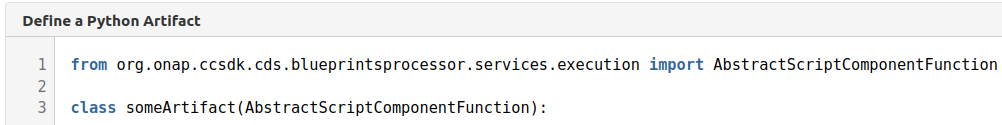 Define a Python Artifact
1 from org.onap.ccsdk.cds.blueprintsprocessor.services.execution import AbstractScriptComponentFunction
2
3 class someArtifact(AbstractScriptComponentFunction):